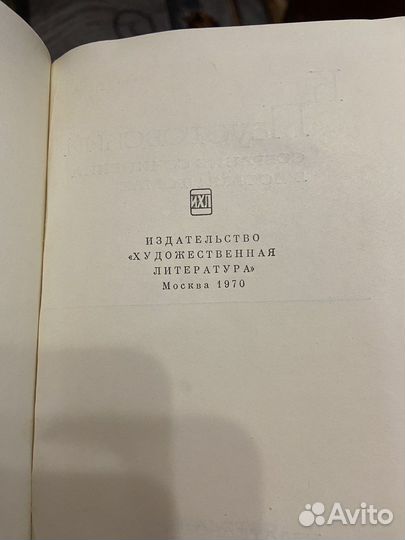 ИХЛ
ИЗДАТЕЛЬСТВО
«ХУДОЖЕСТВЕННАЯ
ЛИТЕРАТУРА»
Москва 1970
Avito